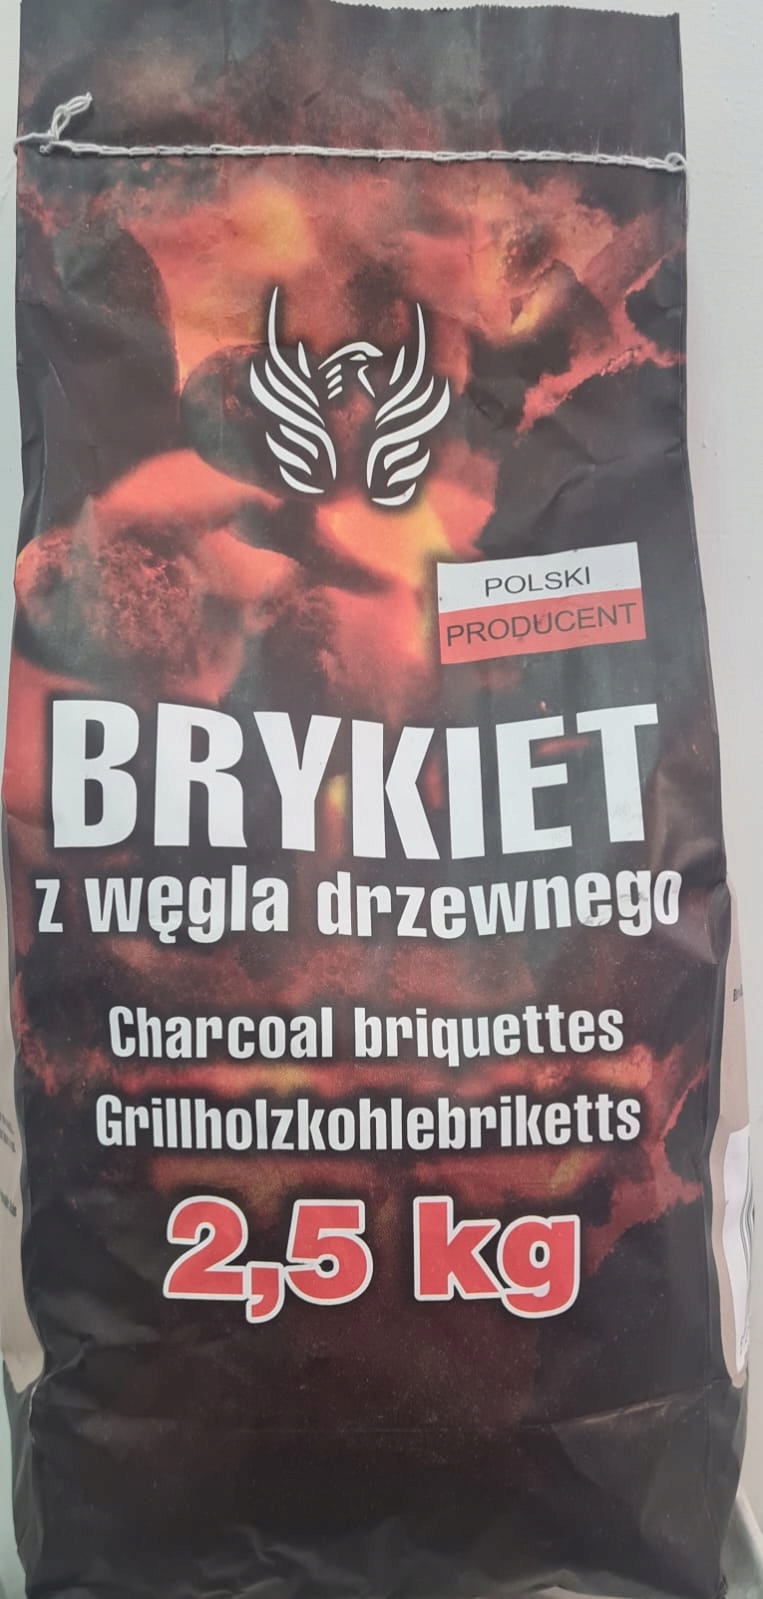 POLSKI
PRODUCENT
BRYKIET
z węgla drzewnego
Charcoal briquettes
Grillholzkohlebriketts
2,5 kg